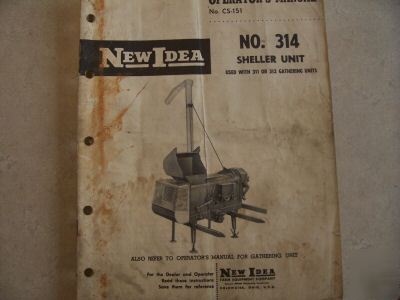 OPERATOR'S MANUAL
No. CS-151
NEW IDEA
NO. 314
SHELLER UNIT
USED WITH 311 OR 312 GATHERING UNITS
ALSO REFER TO OPERATOR'S MANUAL FOR GATHERING UNIT
For the Dealer and Operator
Read these instructions
Save them for reference
NEW IDEA
FARM EQUIPMENT COMPANY
COLDWATER, OHIO, U.S.A.